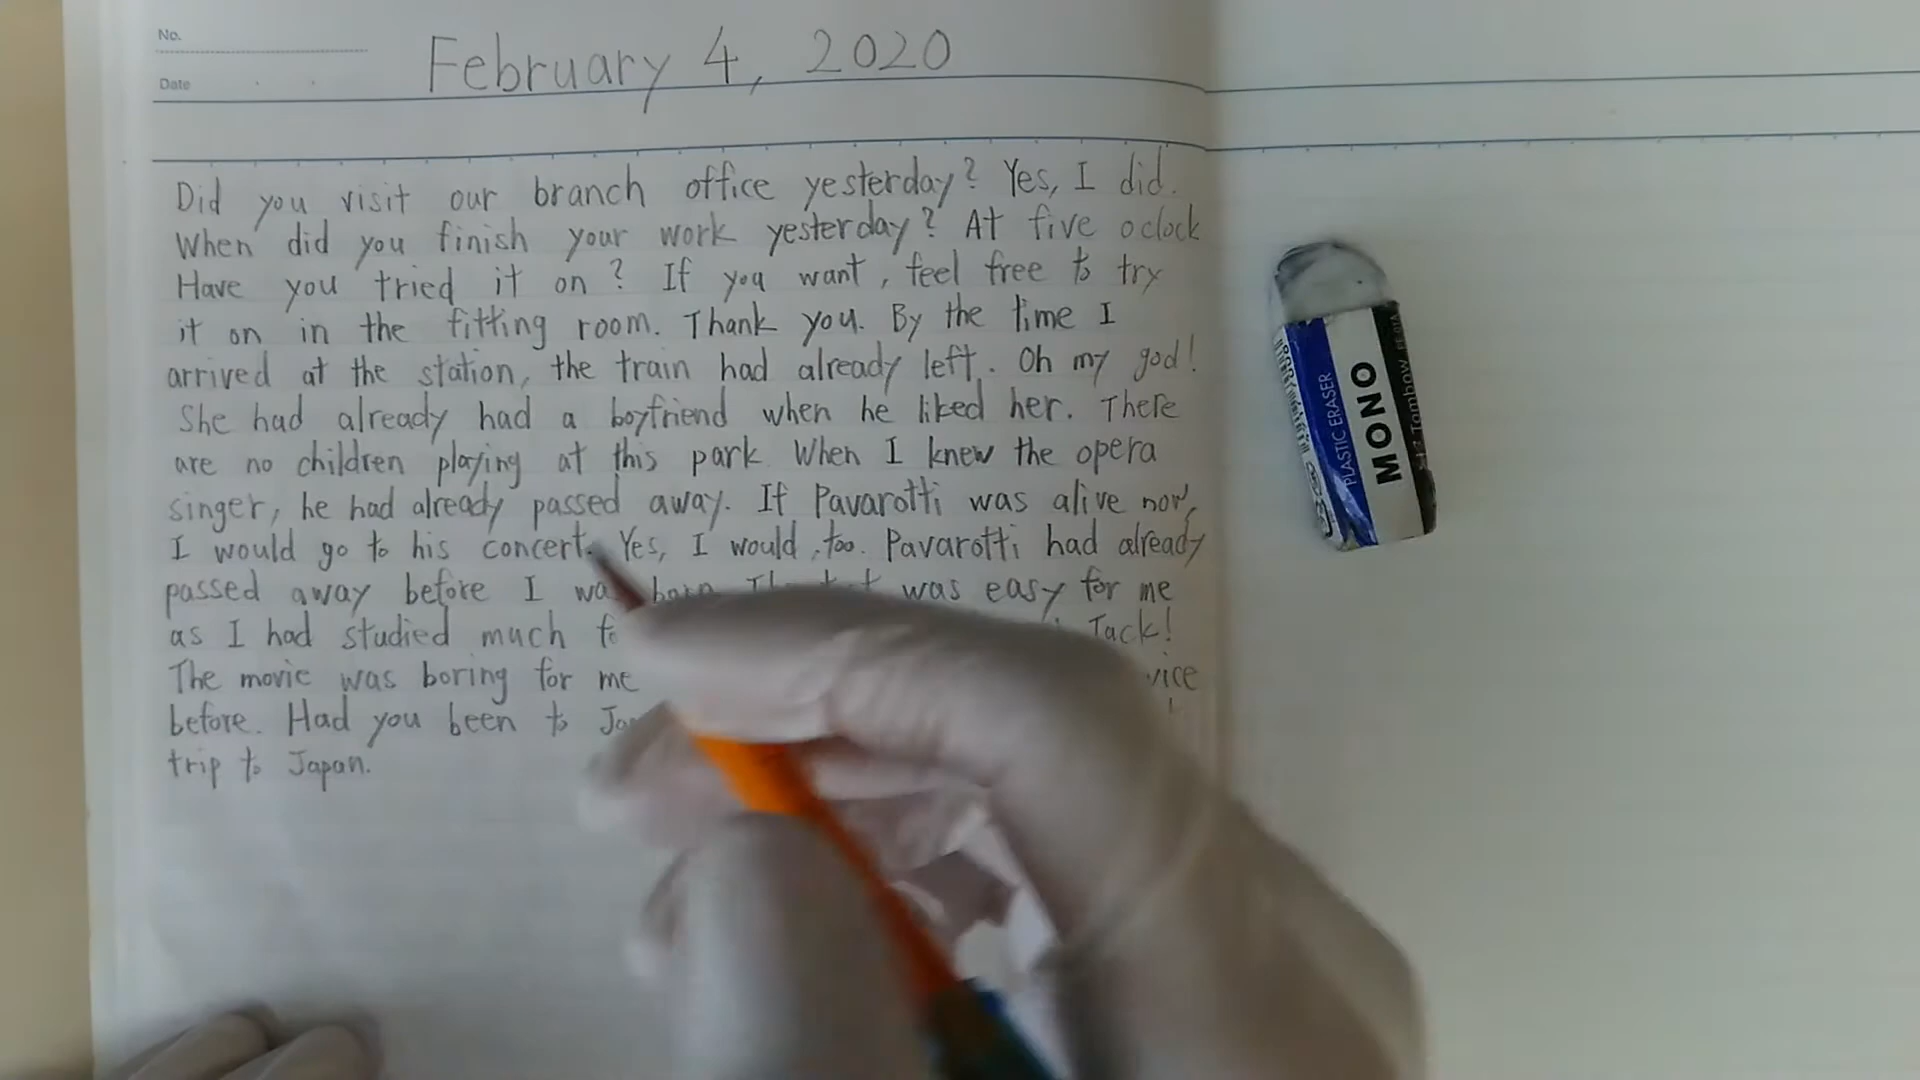 No.
Date
February 4, 2020
Did you visit our branch office yesterday? Yes, I did.
When did you finish your work yesterday? At five oclock
Have you tried it on? If you want, feel free to try
it on in the fitting room. Thank you. By the time I
arrived at the station, the train had already left. Oh my god!
She had already had a boyfriend when he liked her. There
are no children playing at this park. When I knew the opera
singer, he had already passed away. If Pavarotti was alive now,
I would go to his concert. Yes, I would, too. Pavarotti had already
passed away before I was easy for me
as I had studied much Jack!
The movie was boring for me
before. Had you been to
trip to Japan.
PLASTIC ERASER
MONO
Tombow